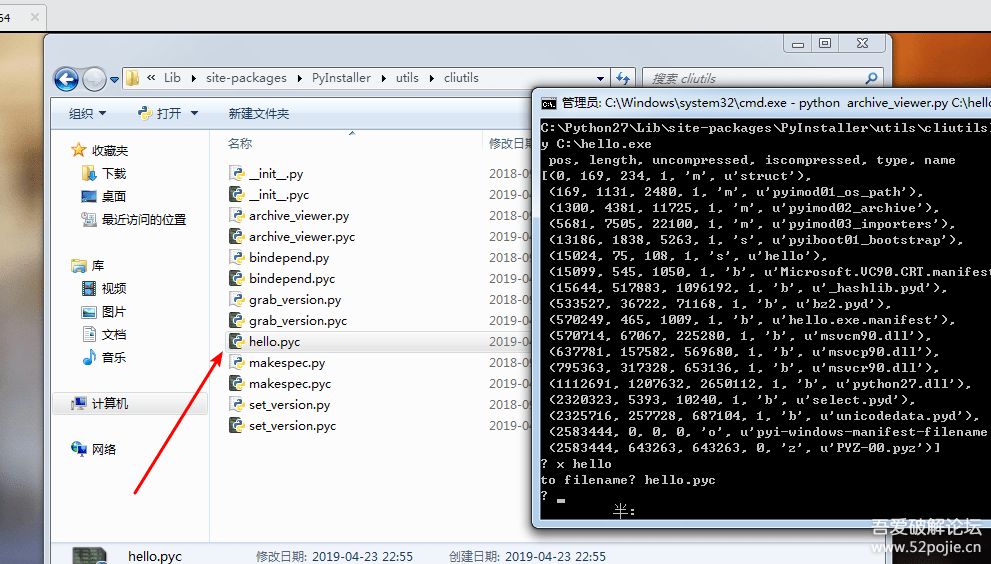 64
« Lib ▸ site-packages ▸ PyInstaller ▸ utils ▸ cliutils
搜索 cliutils
组织 打开 新建文件夹
收藏夹
下载
桌面
最近访问的位置
库
视频
图片
文档
音乐
计算机
网络
名称 修改日期
__init__.py 2018-0
__init__.pyc 2019-04
archive_viewer.py 2018-0
archive_viewer.pyc 2019-04
bindepend.py 2018-0
bindepend.pyc 2019-04
grab_version.py 2018-0
grab_version.pyc 2019-04
hello.pyc 2019-04
makespec.py 2018-0
makespec.pyc 2019-04
set_version.py 2018-0
set_version.pyc 2019-04
管理员: C:\Windows\system32\cmd.exe - python archive_viewer.py C:\hello
C:\Python27\Lib\site-packages\PyInstaller\utils\cliutils
y C:\hello.exe
pos, length, uncompressed, iscompressed, type, name
[(0, 169, 234, 1, 'm', u'struct'),
(169, 1131, 2480, 1, 'm', u'pyimod01_os_path'),
(1300, 4381, 11725, 1, 'm', u'pyimod02_archive'),
(5681, 7505, 22100, 1, 'm', u'pyimod03_importers'),
(13186, 1838, 5263, 1, 's', u'pyiboot01_bootstrap'),
(15024, 75, 108, 1, 's', u'hello'),
(15099, 545, 1050, 1, 'b', u'Microsoft.VC90.CRT.manifest
(15644, 517883, 1096192, 1, 'b', u'_hashlib.pyd'),
(533527, 36722, 71168, 1, 'b', u'bz2.pyd'),
(570249, 465, 1009, 1, 'b', u'hello.exe.manifest'),
(570714, 67067, 225280, 1, 'b', u'msvcm90.dll'),
(637781, 157582, 569680, 1, 'b', u'msvcp90.dll'),
(795363, 317328, 653136, 1, 'b', u'msvcr90.dll'),
(1112691, 1207632, 2650112, 1, 'b', u'python27.dll'),
(2320323, 5393, 10240, 1, 'b', u'select.pyd'),
(2325716, 257728, 687104, 1, 'b', u'unicodedata.pyd'),
(2583444, 0, 0, 0, 'o', u'pyi-windows-manifest-filename
(2583444, 643263, 643263, 0, 'z', u'PYZ-00.pyz')]
? x hello
to filename? hello.pyc
? _
半:
hello.pyc 修改日期: 2019-04-23 22:55 创建日期: 2019-04-23 22:55
吾爱破解论坛
www.52pojie.cn